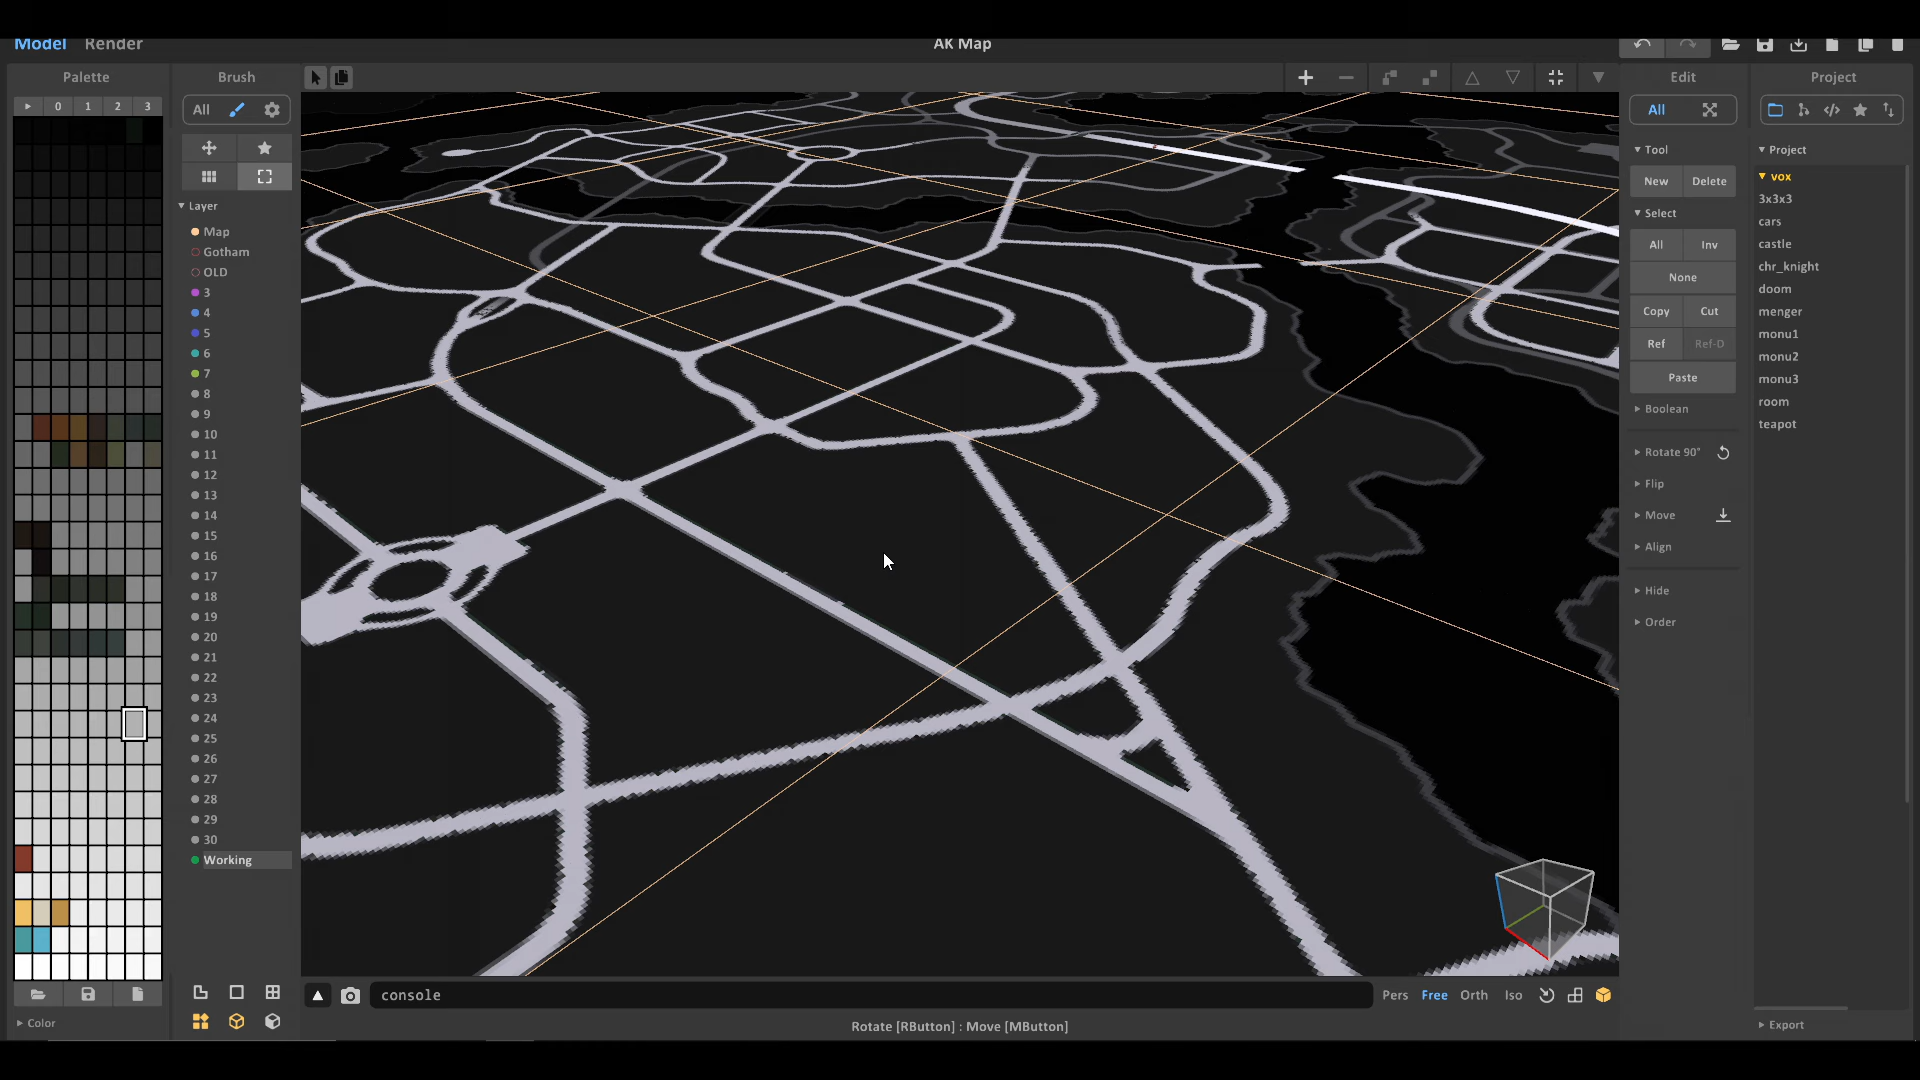 Model Render
AK Map
Palette
0 1 2 3
Color
Brush
All
Layer
Map
Gotham
OLD
3
4
5
6
7
8
9
10
11
12
13
14
15
16
17
18
19
20
21
22
23
24
25
26
27
28
29
30
Working
console
Pers Free Orth Iso
Rotate [RButton] : Move [MButton]
Edit
All
Tool
New Delete
Select
All Inv
None
Copy Cut
Ref Ref-D
Paste
Boolean
Rotate 90°
Flip
Move
Align
Hide
Order
Project
Project
vox
3x3x3
cars
castle
chr_knight
doom
menger
monu1
monu2
monu3
room
teapot
Export